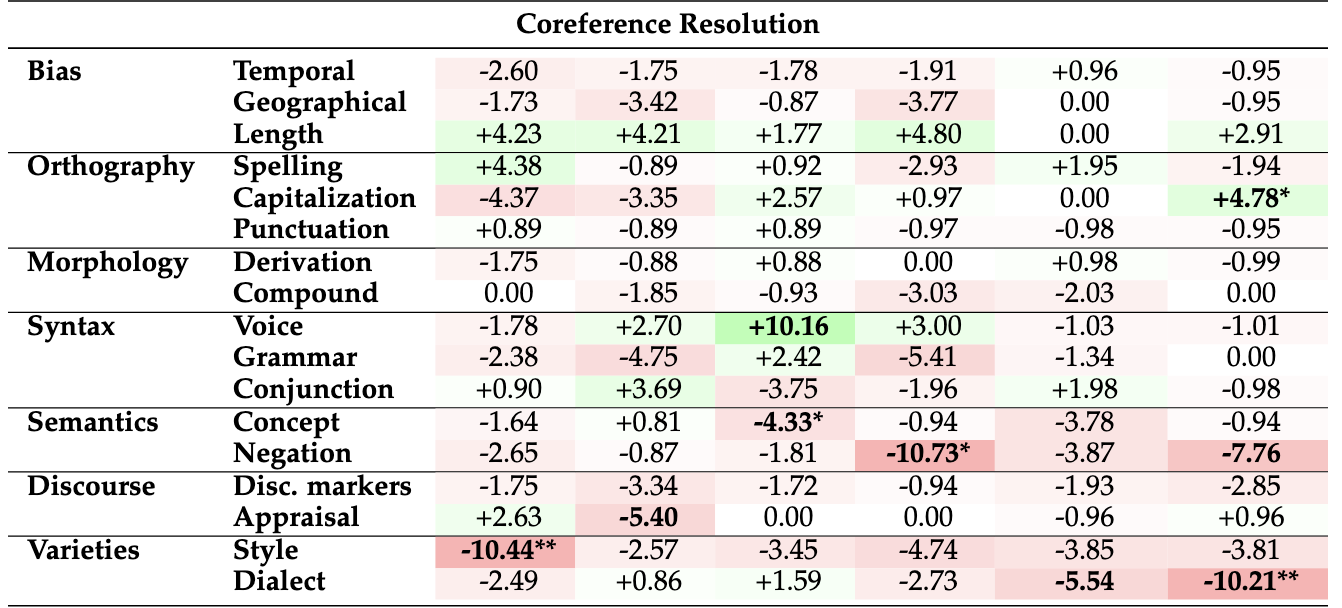 Coreference Resolution
Bias Temporal -2.60 -1.75 -1.78 -1.91 +0.96 -0.95
Geographical -1.73 -3.42 -0.87 -3.77 0.00 -0.95
Length +4.23 +4.21 +1.77 +4.80 0.00 +2.91
Orthography Spelling +4.38 -0.89 +0.92 -2.93 +1.95 -1.94
Capitalization -4.37 -3.35 +2.57 +0.97 0.00 +4.78*
Punctuation +0.89 -0.89 +0.89 -0.97 -0.98 -0.95
Morphology Derivation -1.75 -0.88 +0.88 0.00 +0.98 -0.99
Compound 0.00 -1.85 -0.93 -3.03 -2.03 0.00
Syntax Voice -1.78 +2.70 +10.16 +3.00 -1.03 -1.01
Grammar -2.38 -4.75 +2.42 -5.41 -1.34 0.00
Conjunction +0.90 +3.69 -3.75 -1.96 +1.98 -0.98
Semantics Concept -1.64 +0.81 -4.33* -0.94 -3.78 -0.94
Negation -2.65 -0.87 -1.81 -10.73* -3.87 -7.76
Discourse Disc. markers -1.75 -3.34 -1.72 -0.94 -1.93 -2.85
Appraisal +2.63 -5.40 0.00 0.00 -0.96 +0.96
Varieties Style -10.44** -2.57 -3.45 -4.74 -3.85 -3.81
Dialect -2.49 +0.86 +1.59 -2.73 -5.54 -10.21**